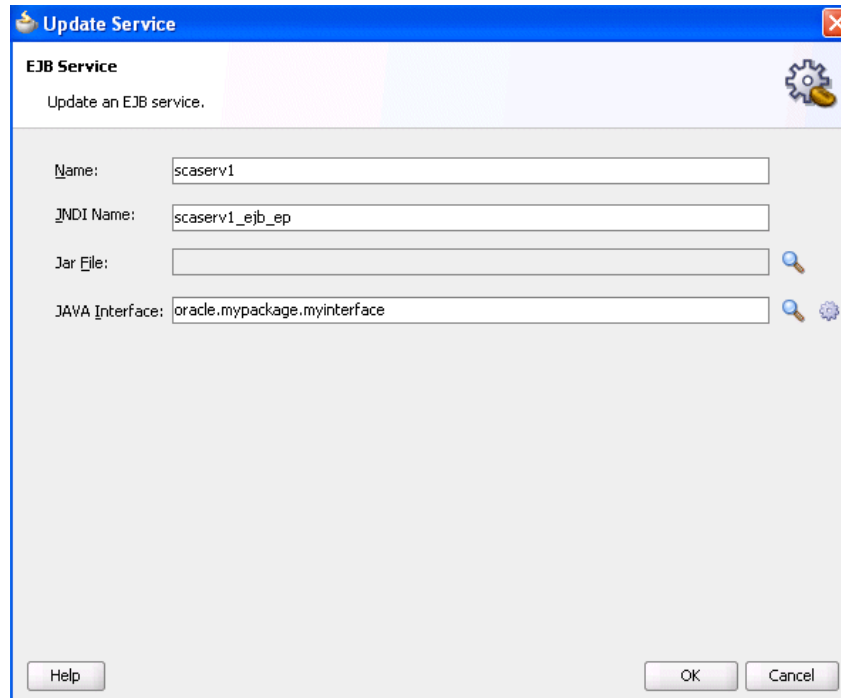 Update Service
EJB Service
Update an EJB service.
Name: scaserv1
JNDI Name: scaserv1_ejb_ep
Jar File:
JAVA Interface: oracle.mypackage.myinterface
Help OK Cancel